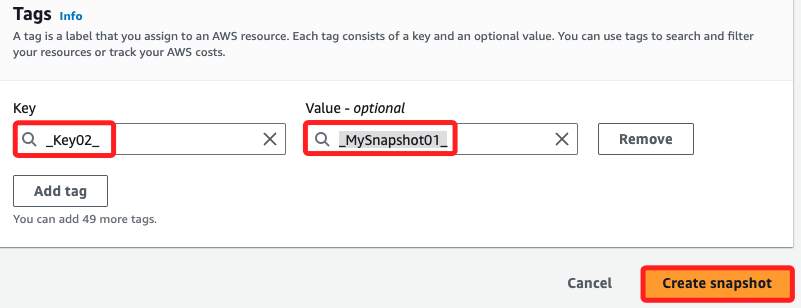 Tags Info
A tag is a label that you assign to an AWS resource. Each tag consists of a key and an optional value. You can use tags to search and filter
your resources or track your AWS costs.
Key Value - optional
_Key02_ _MySnapshot01_ Remove
Add tag
You can add 49 more tags.
Cancel Create snapshot